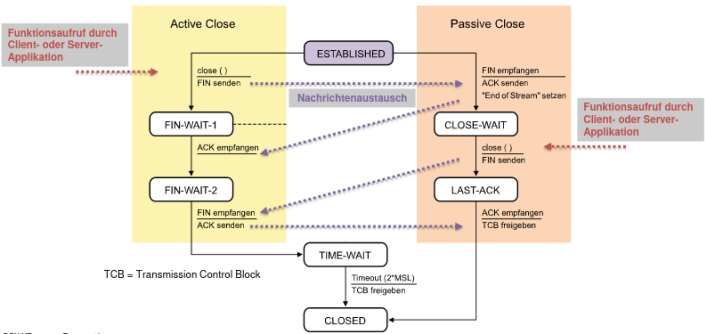 Active Close
Passive Close
Funktionsaufruf durch
Client- oder Server-
Applikation
ESTABLISHED
close ( )
FIN senden
FIN empfangen
ACK senden
"End of Stream" setzen
Nachrichtenaustausch
Funktionsaufruf durch
Client- oder Server-
Applikation
FIN-WAIT-1
CLOSE-WAIT
ACK empfangen
close ( )
FIN senden
FIN-WAIT-2
LAST-ACK
FIN empfangen
ACK senden
ACK empfangen
TCB freigeben
TIME-WAIT
TCB = Transmission Control Block
Timeout (2*MSL)
TCB freigeben
CLOSED